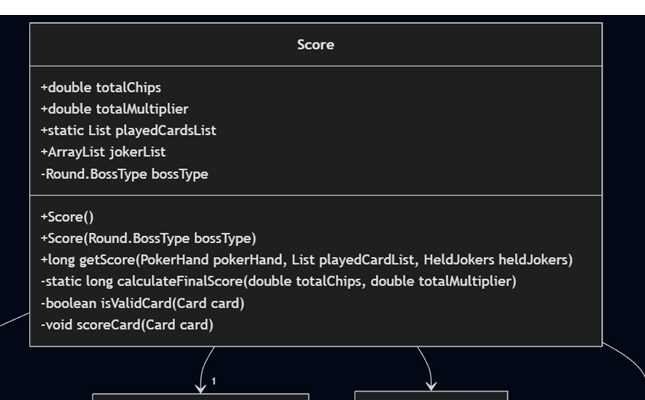 Score
+double totalChips
+double totalMultiplier
+static List playedCardsList
+ArrayList jokerList
-Round.BossType bossType
+Score()
+Score(Round.BossType bossType)
+long getScore(PokerHand pokerHand, List playedCardList, HeldJokers heldJokers)
-static long calculateFinalScore(double totalChips, double totalMultiplier)
-boolean isValidCard(Card card)
-void scoreCard(Card card)
1